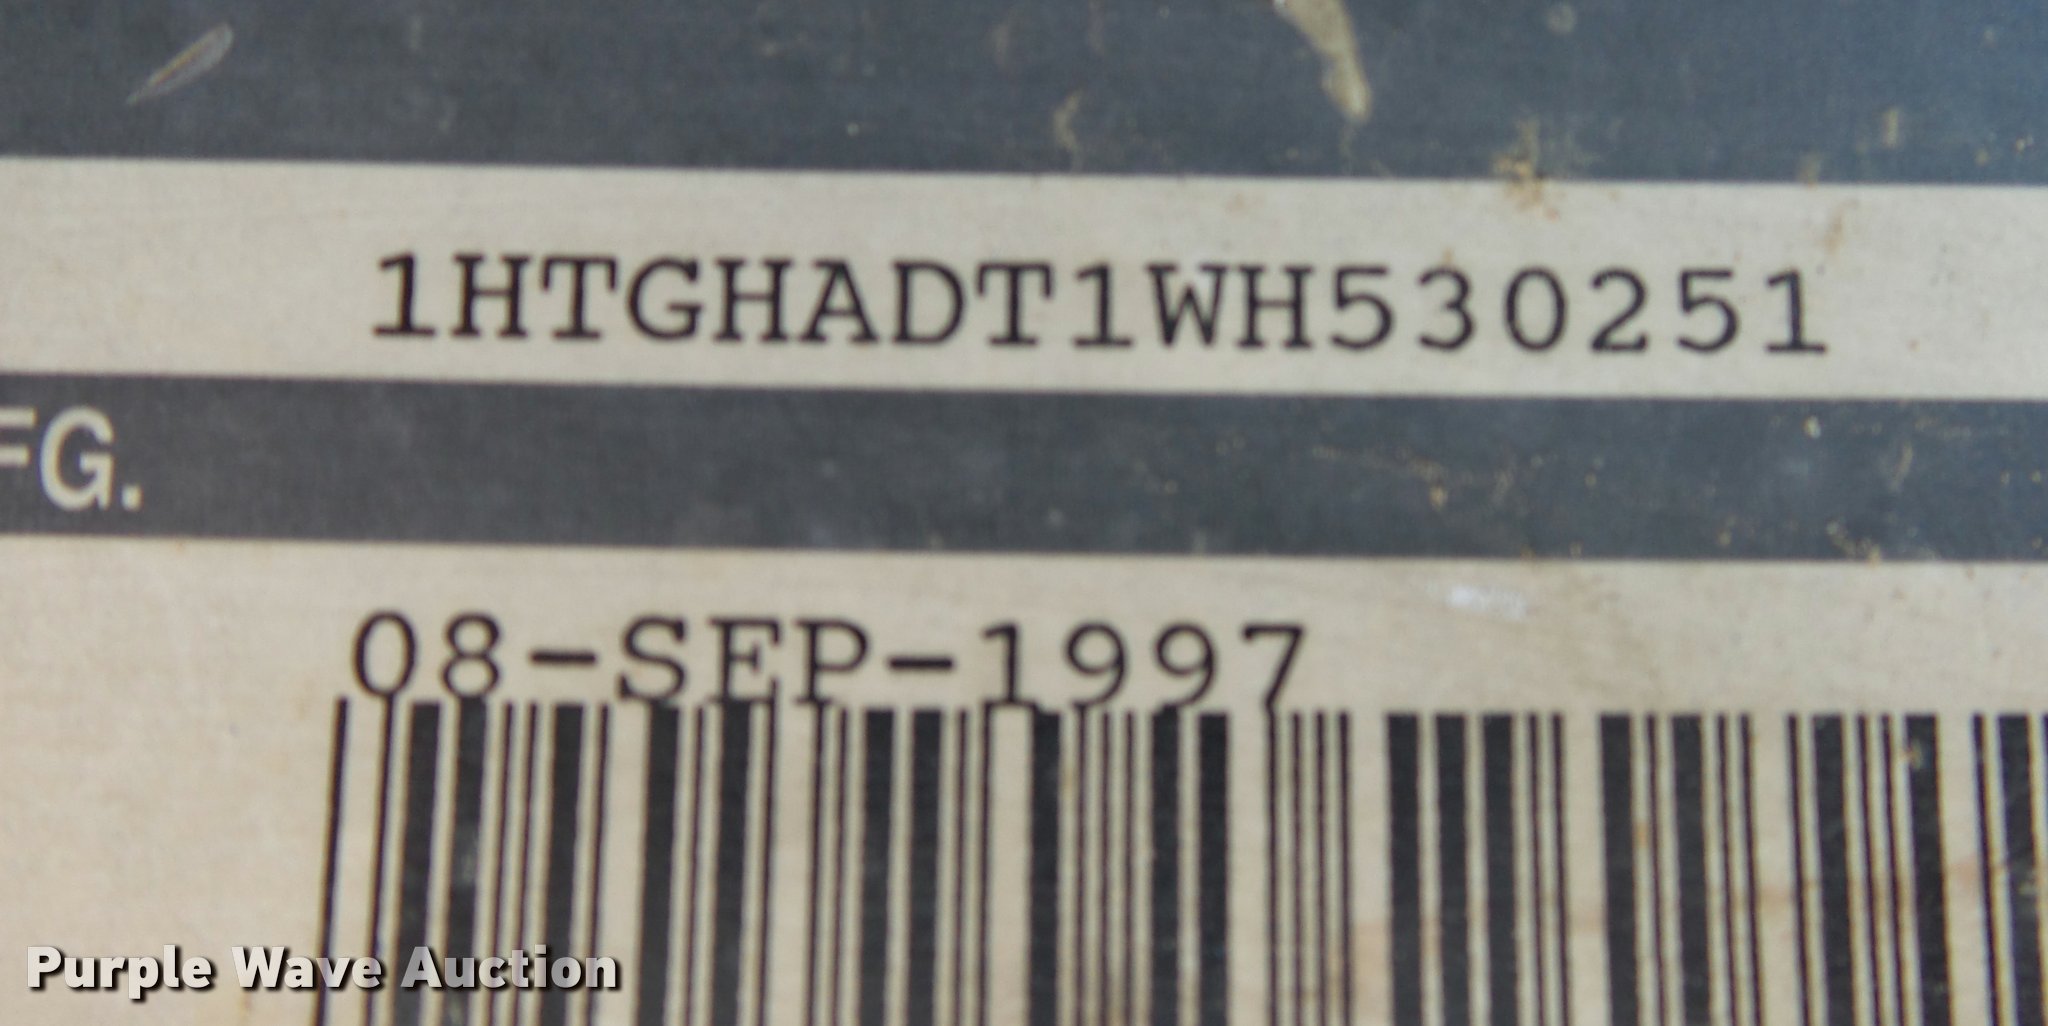 1HTGHADT1WH530251
FG.
08-SEP-1997
Purple Wave Auction